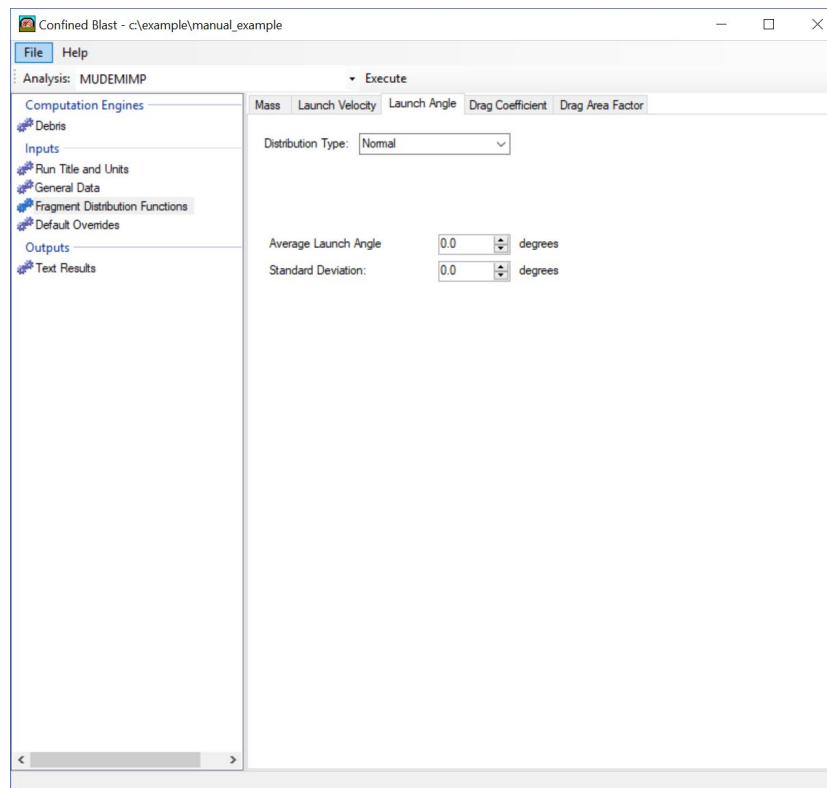 Confined Blast - c:\example\manual_example
File Help
Analysis: MUDEMIMP Execute
Computation Engines
Debris
Inputs
Run Title and Units
General Data
Fragment Distribution Functions
Default Overrides
Outputs
Text Results
Mass Launch Velocity Launch Angle Drag Coefficient Drag Area Factor
Distribution Type: Normal
Average Launch Angle 0.0 degrees
Standard Deviation: 0.0 degrees